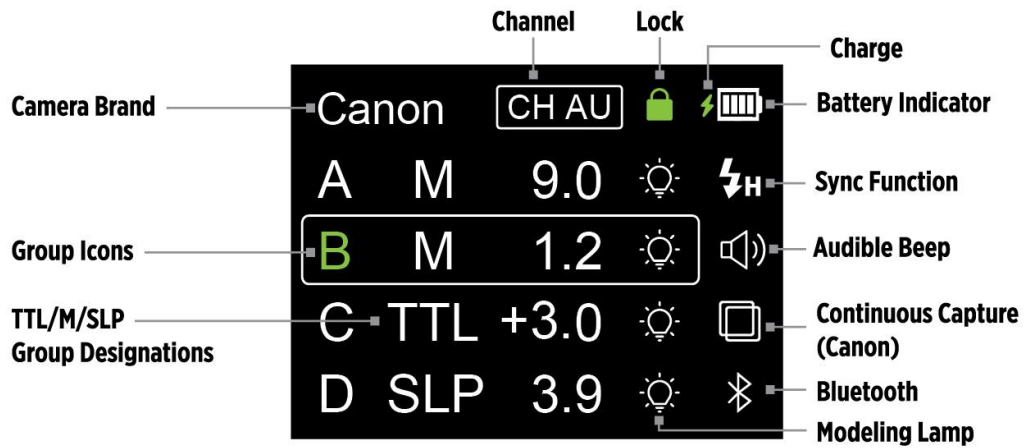 Channel Lock
Charge
Camera Brand Canon CH AU Battery Indicator
A M 9.0 H Sync Function
Group Icons B M 1.2 Audible Beep
TTL/M/SLP
Group Designations
C TTL +3.0
Continuous Capture
(Canon)
D SLP 3.9 Bluetooth
Modeling Lamp